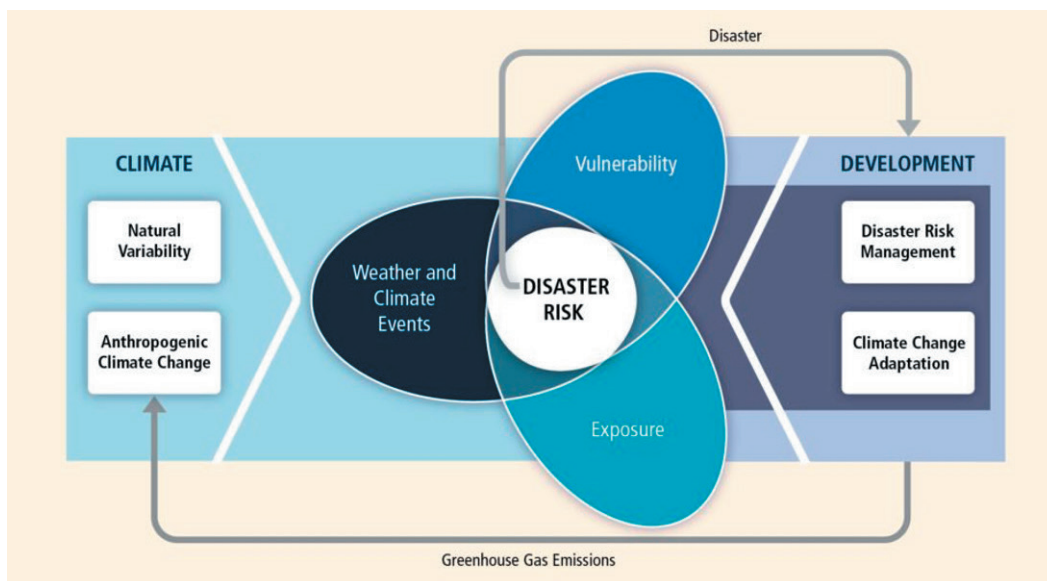 Disaster
CLIMATE
Natural
Variability
Anthropogenic
Climate Change
Weather and
Climate
Events
Vulnerability
DISASTER
RISK
Exposure
DEVELOPMENT
Disaster Risk
Management
Climate Change
Adaptation
Greenhouse Gas Emissions